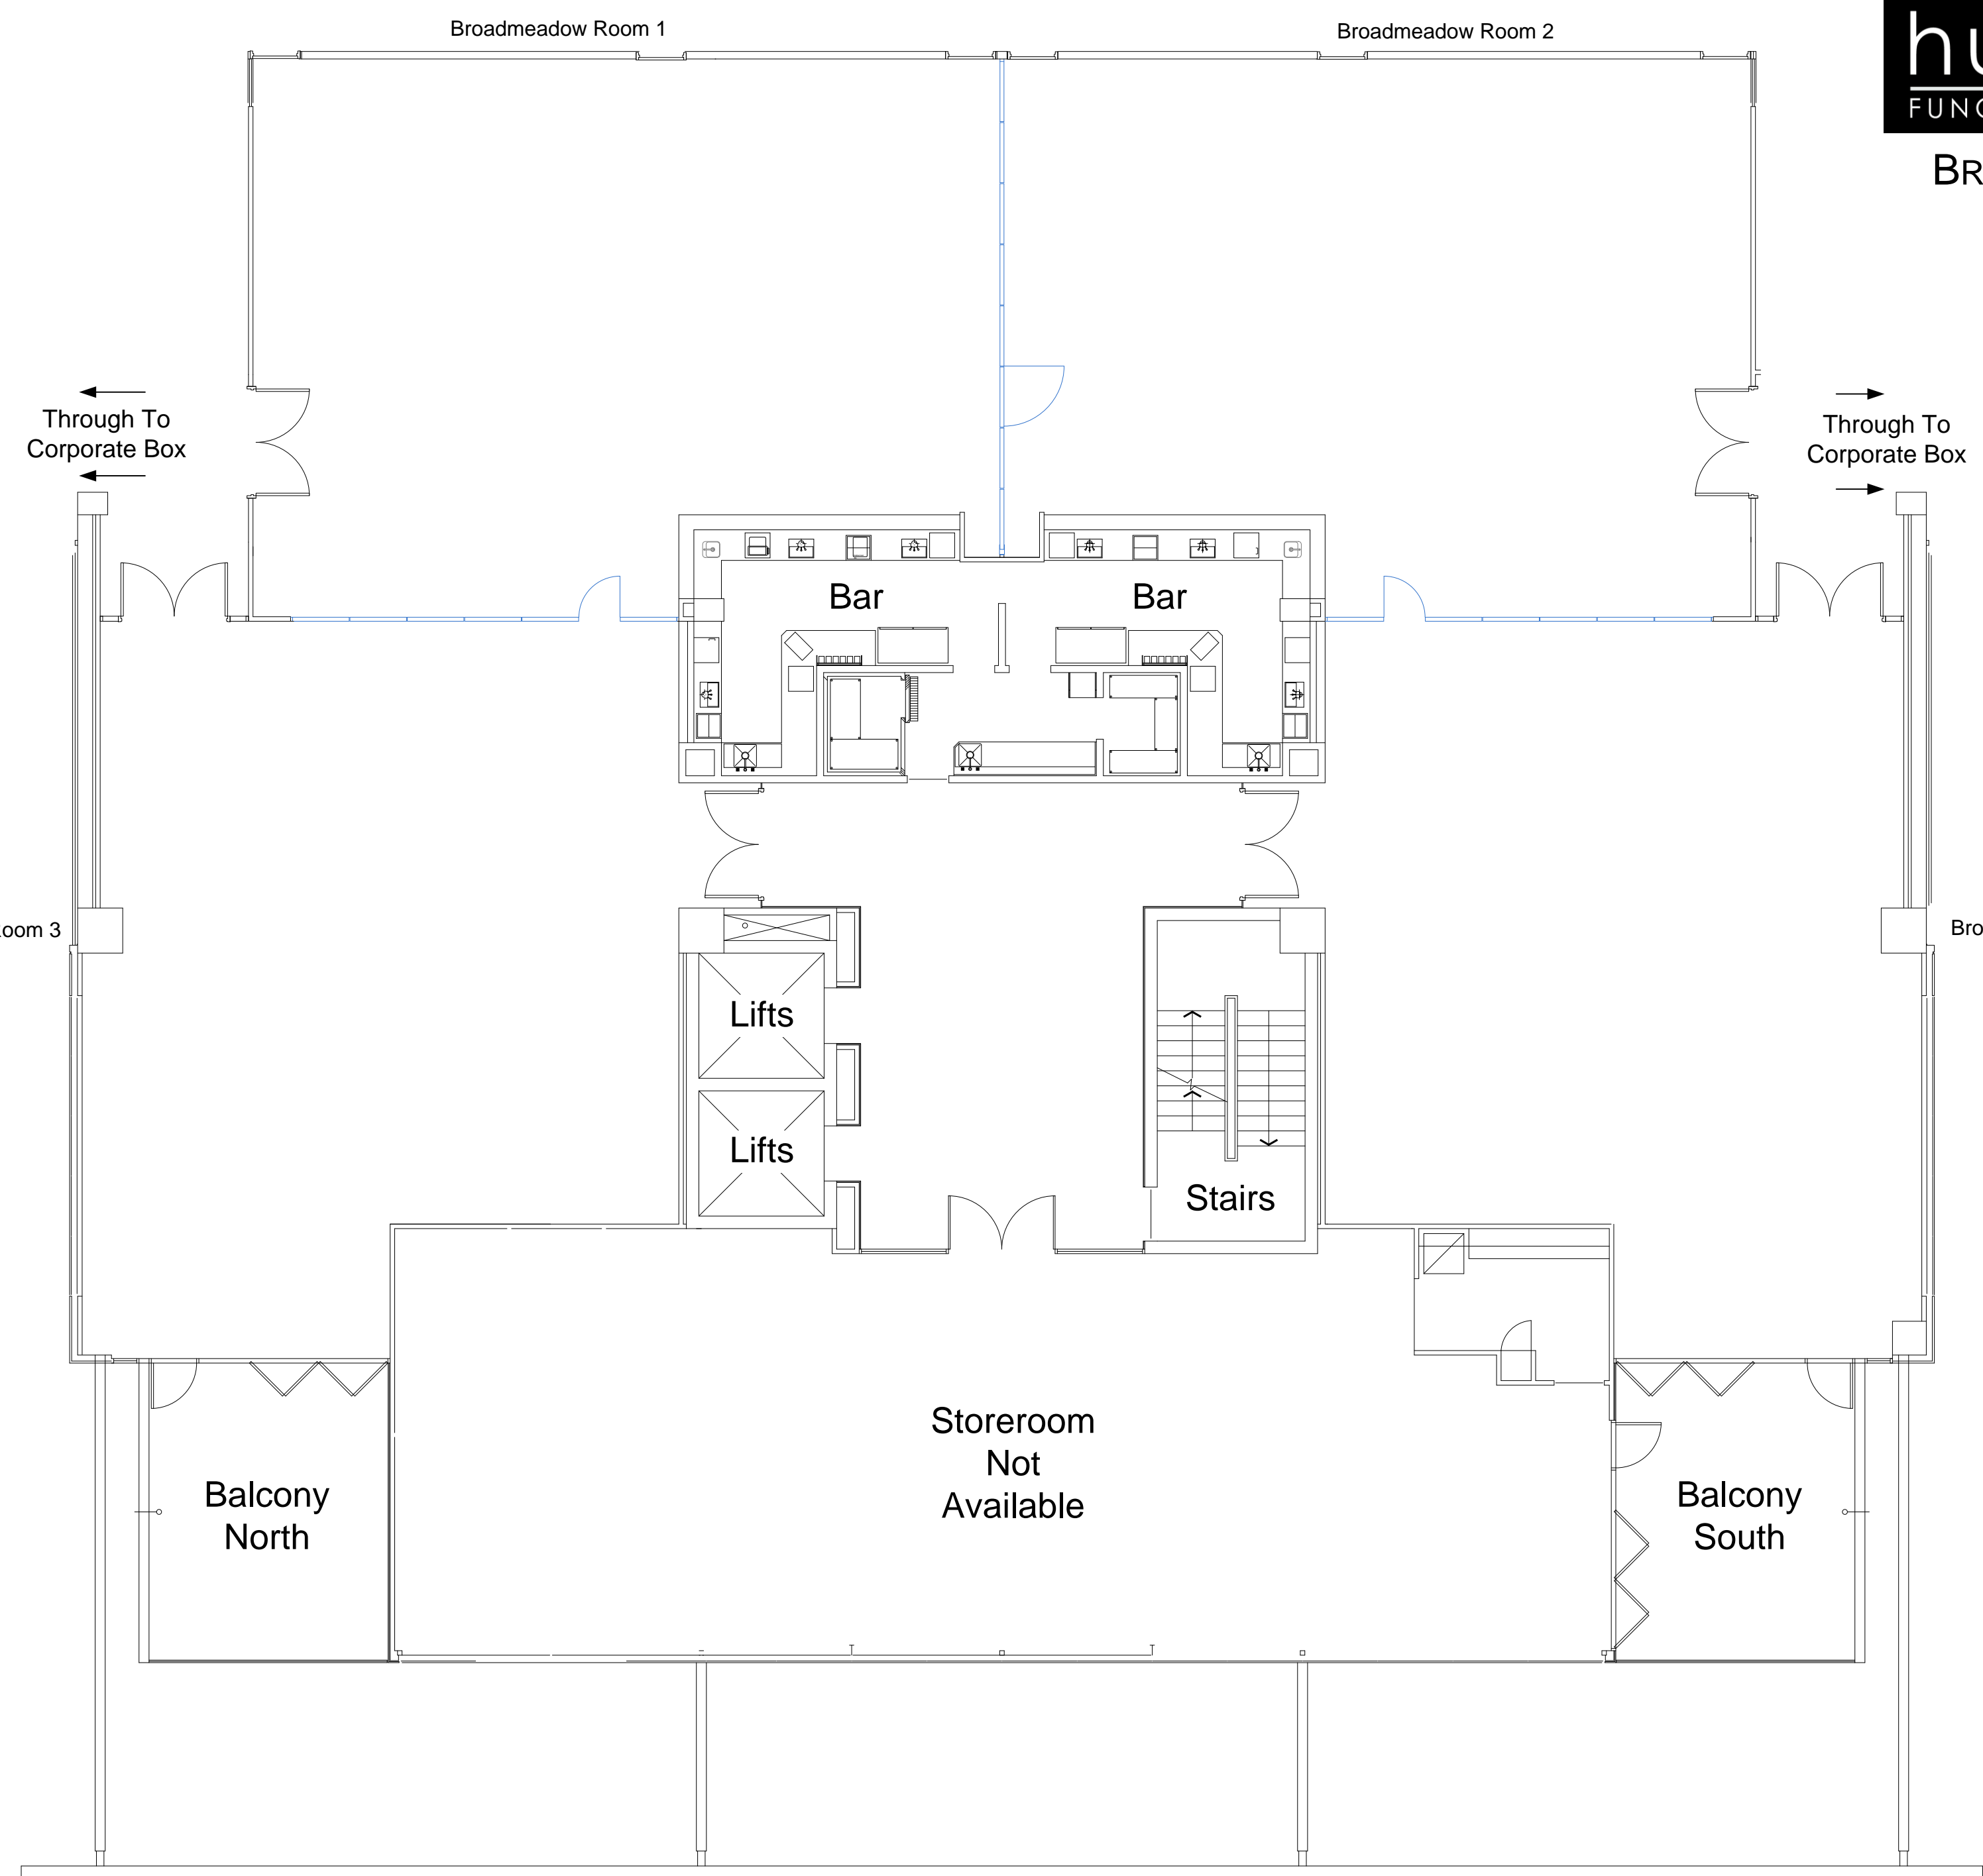 Broadmeadow Room 1
Broadmeadow Room 2
Through To
Corporate Box
Through To
Corporate Box
Bar
Bar
3
Lifts
Lifts
Stairs
Storeroom
Not
Available
Balcony
North
Balcony
South